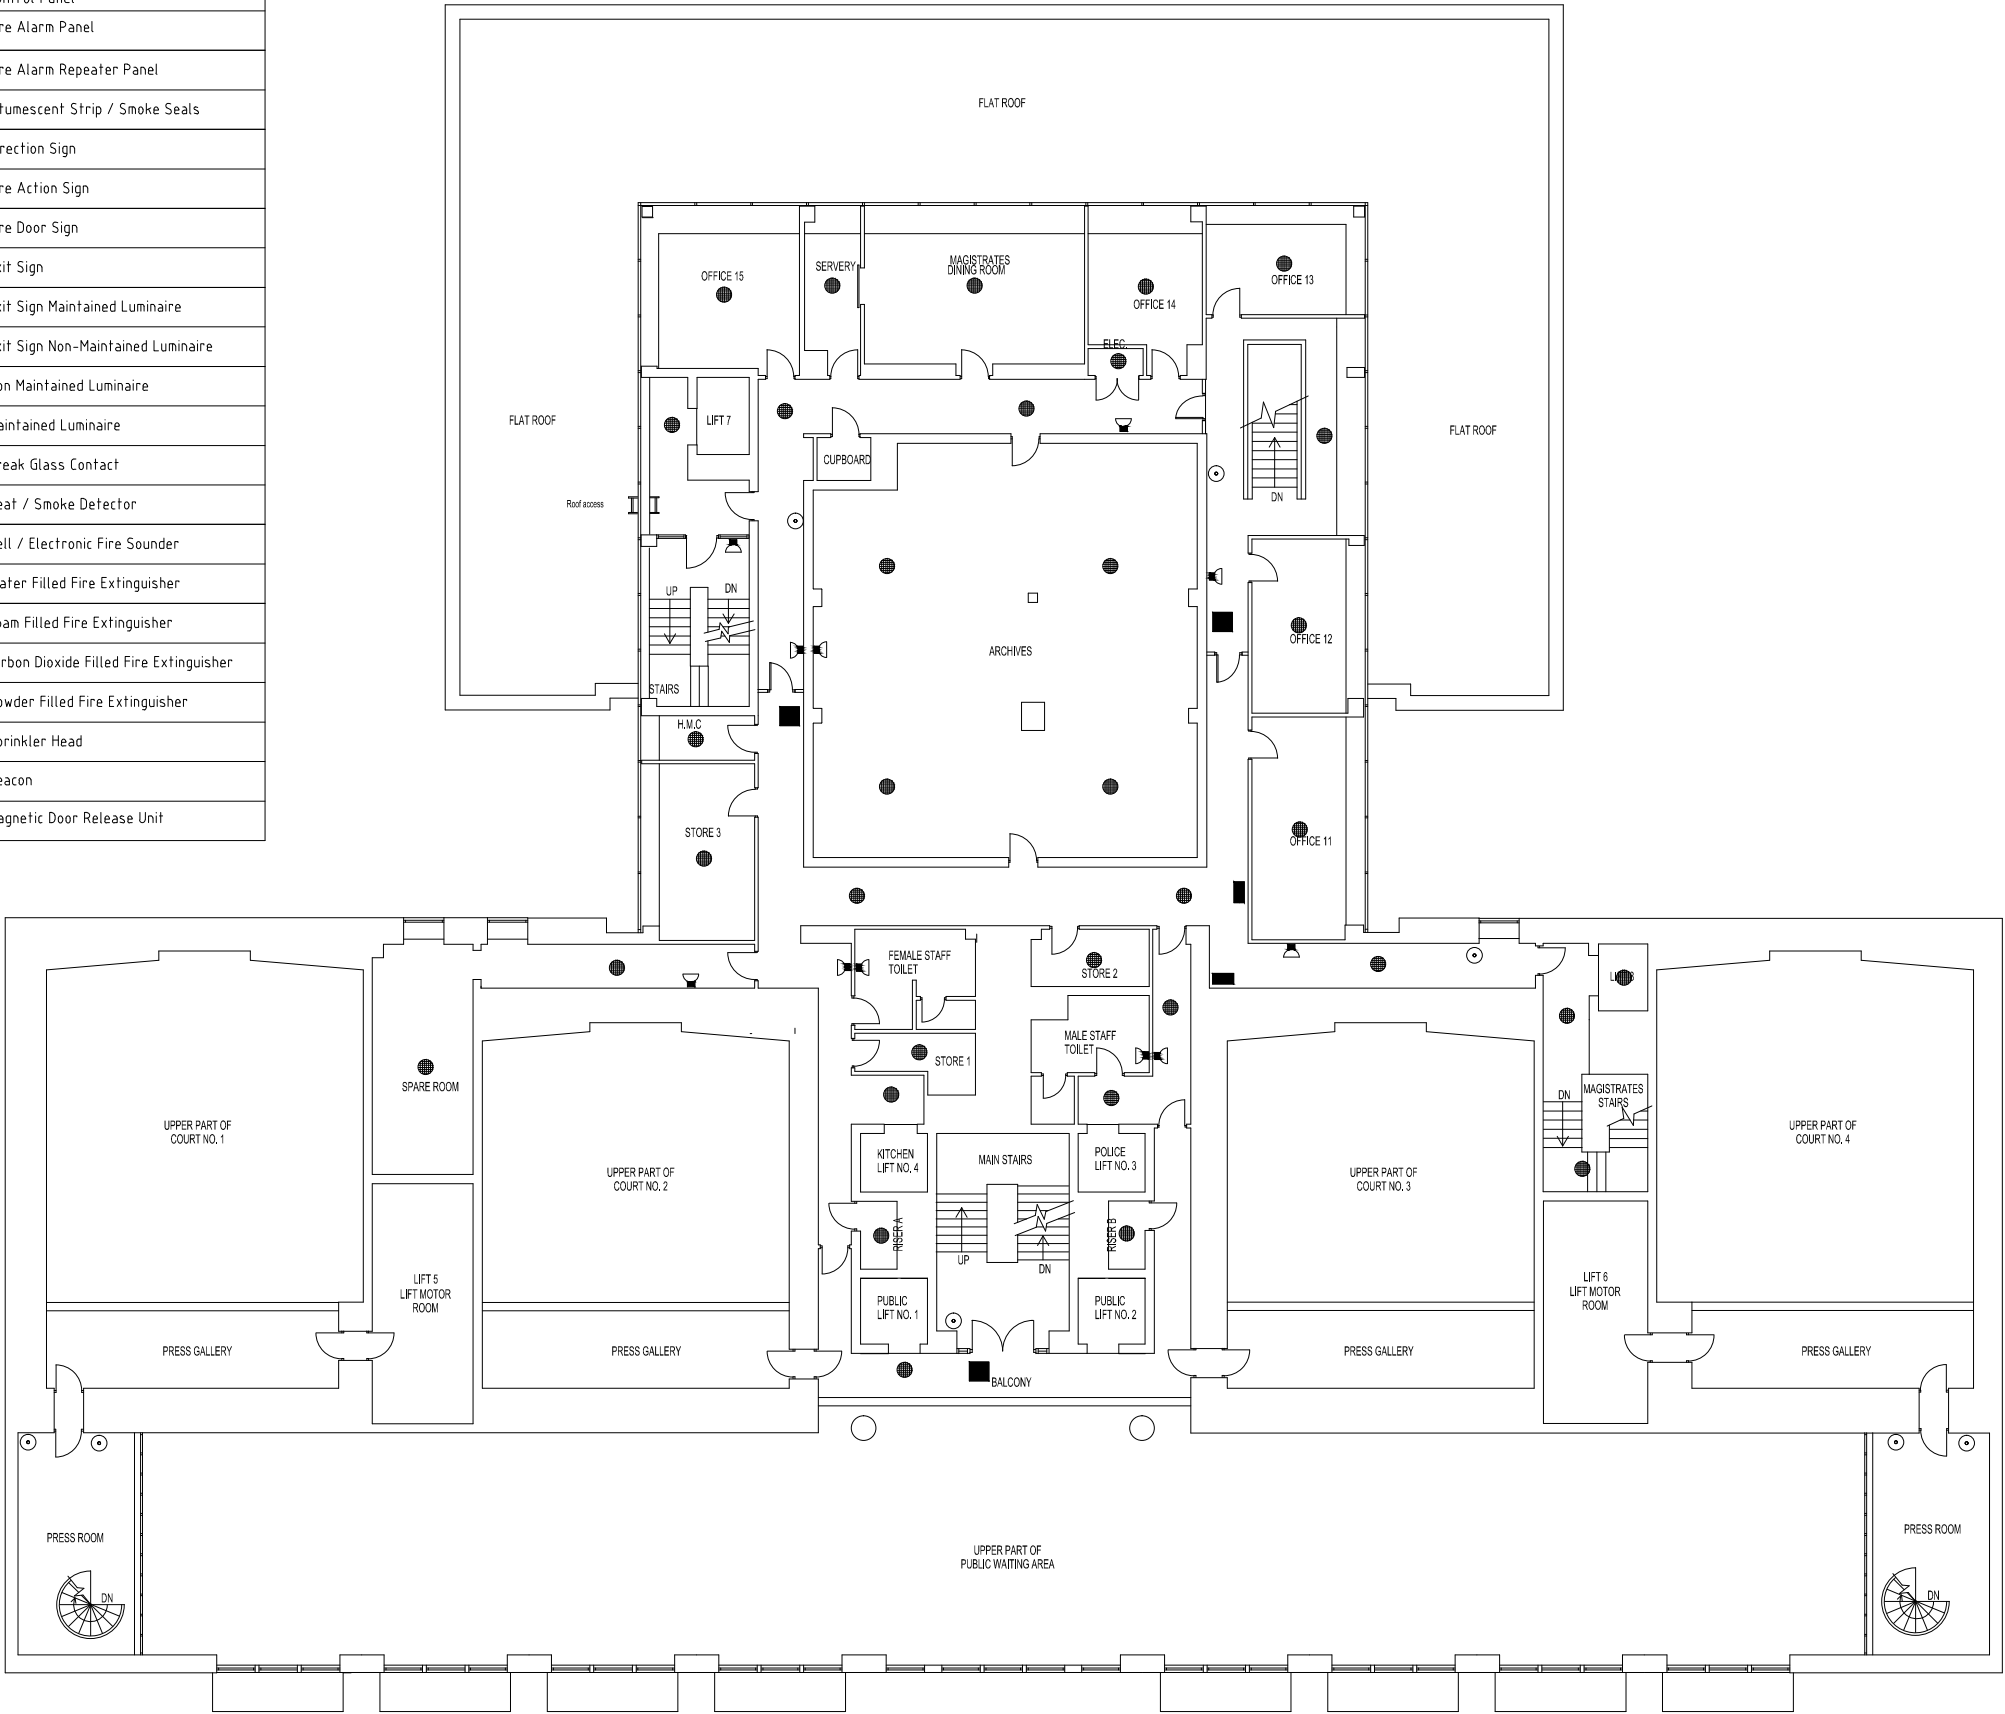 ontrol Panel
re Alarm Panel
re Alarm Repeater Panel
tumescent Strip / Smoke Seals
rection Sign
re Action Sign
re Door Sign
xit Sign
xit Sign Maintained Luminaire
xit Sign Non-Maintained Luminaire
on Maintained Luminaire
aintained Luminaire
reak Glass Contact
eat / Smoke Detector
ell / Electronic Fire Sounder
ater Filled Fire Extinguisher
oam Filled Fire Extinguisher
arbon Dioxide Filled Fire Extinguisher
owder Filled Fire Extinguisher
prinkler Head
eacon
agnetic Door Release Unit
FLAT ROOF
FLAT ROOF
FLAT ROOF
Roof access
OFFICE 15
SERVERY
MAGISTRATES
DINING ROOM
OFFICE 14
OFFICE 13
ELEC.
LIFT 7
CUPBOARD
DN
UP
DN
STAIRS
ARCHIVES
OFFICE 12
H.M.C
STORE 3
OFFICE 11
FEMALE STAFF
TOILET
STORE 2
STORE 1
MALE STAFF
TOILET
SPARE ROOM
UPPER PART OF
COURT NO. 1
UPPER PART OF
COURT NO. 2
KITCHEN
LIFT NO. 4
MAIN STAIRS
POLICE
LIFT NO. 3
UPPER PART OF
COURT NO. 3
DN
MAGISTRATES
STAIRS
UPPER PART OF
COURT NO. 4
RISER A
UP
DN
RISER B
LIFT 5
LIFT MOTOR
ROOM
PUBLIC
LIFT NO. 1
PUBLIC
LIFT NO. 2
LIFT 6
LIFT MOTOR
ROOM
PRESS GALLERY
PRESS GALLERY
BALCONY
PRESS GALLERY
PRESS GALLERY
PRESS ROOM
DN
UPPER PART OF
PUBLIC WAITING AREA
PRESS ROOM
DN